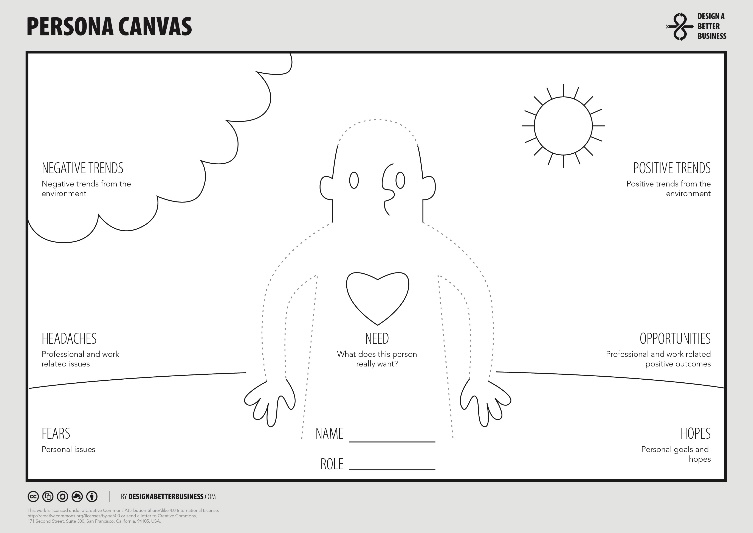 PERSONA CANVAS
DESIGN A
BETTER
BUSINESS
NEGATIVE TRENDS
Negative trends from the
environment
POSITIVE TRENDS
Positive trends from the
environment
HEADACHES
Professional and work
related issues
NEED
What does this person
really want?
OPPORTUNITIES
Professional and work related
positive outcomes
FEARS
Personal issues
HOPES
Personal goals and
hopes
NAME
ROLE
BY DESIGNABETTERBUSINESS.COM